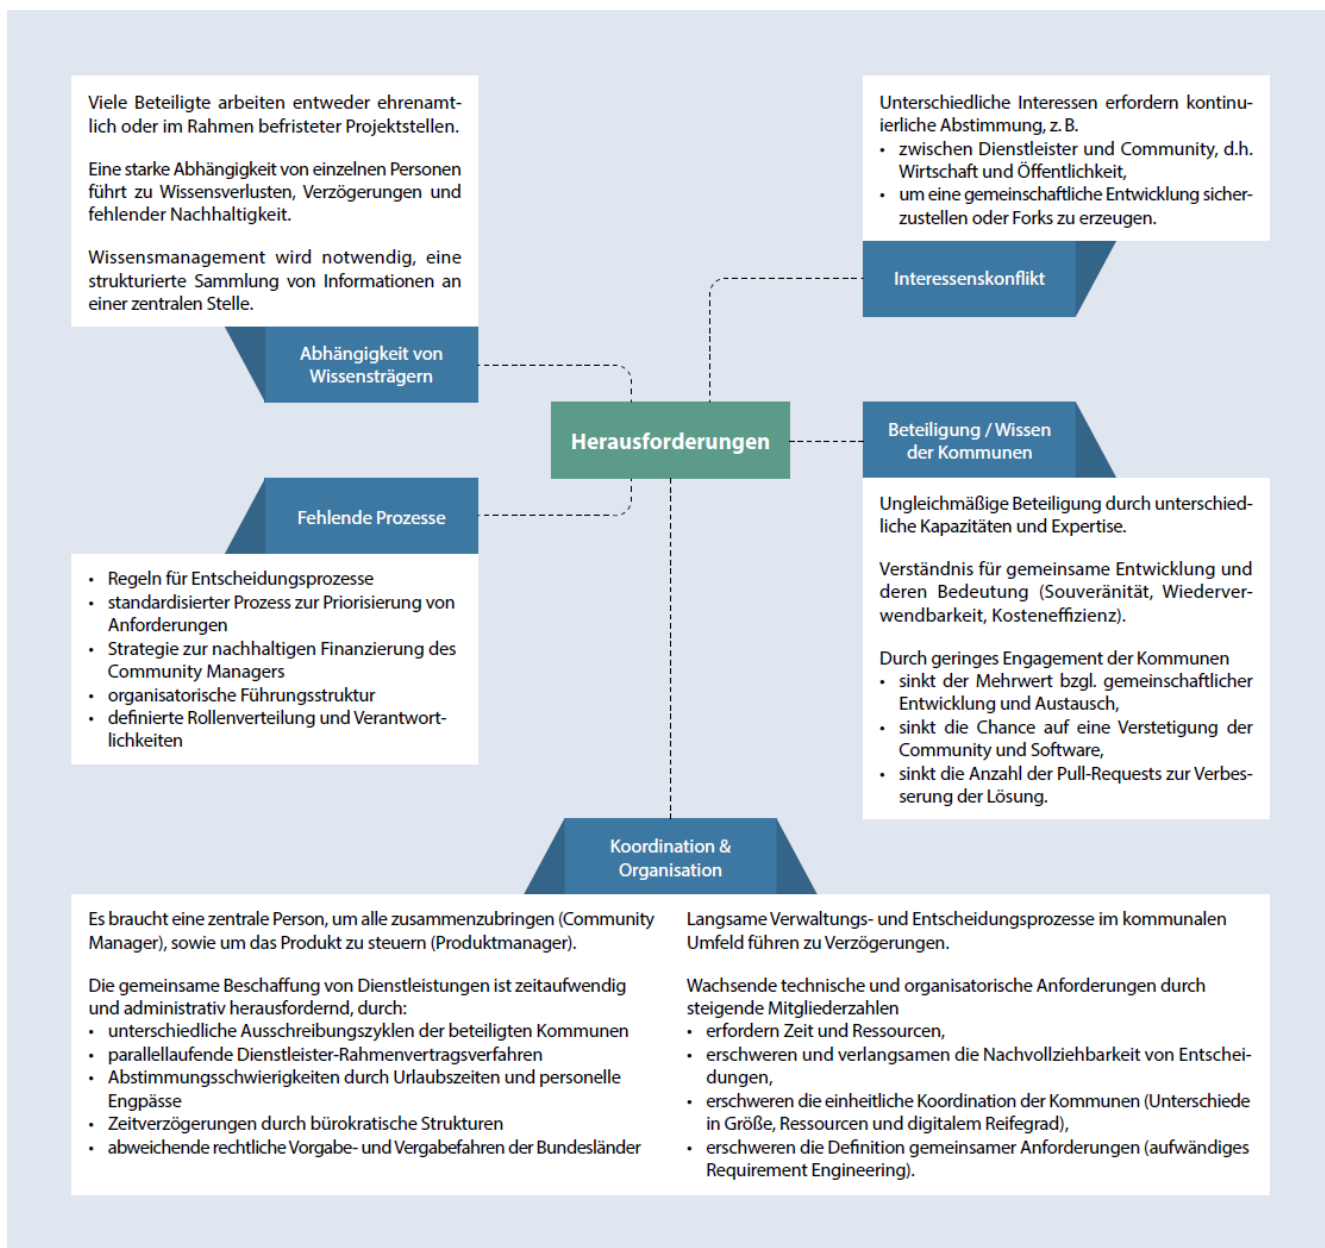 Viele Beteiligte arbeiten entweder ehrenamt-
lich oder im Rahmen befristeter Projektstellen.
Eine starke Abhängigkeit von einzelnen Personen
führt zu Wissensverlusten, Verzögerungen und
fehlender Nachhaltigkeit.
Wissensmanagement wird notwendig, eine
strukturierte Sammlung von Informationen an
einer zentralen Stelle.
Abhängigkeit von
Wissensträgern
Unterschiedliche Interessen erfordern kontinu-
ierliche Abstimmung, z. B.
• zwischen Dienstleister und Community, d.h.
Wirtschaft und Öffentlichkeit,
• um eine gemeinschaftliche Entwicklung sicher-
zustellen oder Forks zu erzeugen.
Interessenskonflikt
Herausforderungen
Fehlende Prozesse
• Regeln für Entscheidungsprozesse
• standardisierter Prozess zur Priorisierung von
Anforderungen
• Strategie zur nachhaltigen Finanzierung des
Community Managers
• organisatorische Führungsstruktur
• definierte Rollenverteilung und Verantwort-
lichkeiten
Beteiligung / Wissen
der Kommunen
Ungleichmäßige Beteiligung durch unterschied-
liche Kapazitäten und Expertise.
Verständnis für gemeinsame Entwicklung und
deren Bedeutung (Souveränität, Wiederver-
wendbarkeit, Kosteneffizienz).
Durch geringes Engagement der Kommunen
• sinkt der Mehrwert bzgl. gemeinschaftlicher
Entwicklung und Austausch,
• sinkt die Chance auf eine Verstetigung der
Community und Software,
• sinkt die Anzahl der Pull-Requests zur Verbes-
serung der Lösung.
Koordination &
Organisation
Es braucht eine zentrale Person, um alle zusammenzubringen (Community
Manager), sowie um das Produkt zu steuern (Produktmanager).
Die gemeinsame Beschaffung von Dienstleistungen ist zeitaufwendig
und administrativ herausfordernd, durch:
• unterschiedliche Ausschreibungszyklen der beteiligten Kommunen
• parallellaufende Dienstleister-Rahmenvertragsverfahren
• Abstimmungsschwierigkeiten durch Urlaubszeiten und personelle
Engpässe
• Zeitverzögerungen durch bürokratische Strukturen
• abweichende rechtliche Vorgabe- und Vergabefahren der Bundesländer
Langsame Verwaltungs- und Entscheidungsprozesse im kommunalen
Umfeld führen zu Verzögerungen.
Wachsende technische und organisatorische Anforderungen durch
steigende Mitgliederzahlen
• erfordern Zeit und Ressourcen,
• erschweren und verlangsamen die Nachvollziehbarkeit von Entschei-
dungen,
• erschweren die einheitliche Koordination der Kommunen (Unterschiede
in Größe, Ressourcen und digitalem Reifegrad),
• erschweren die Definition gemeinsamer Anforderungen (aufwändiges
Requirement Engineering).